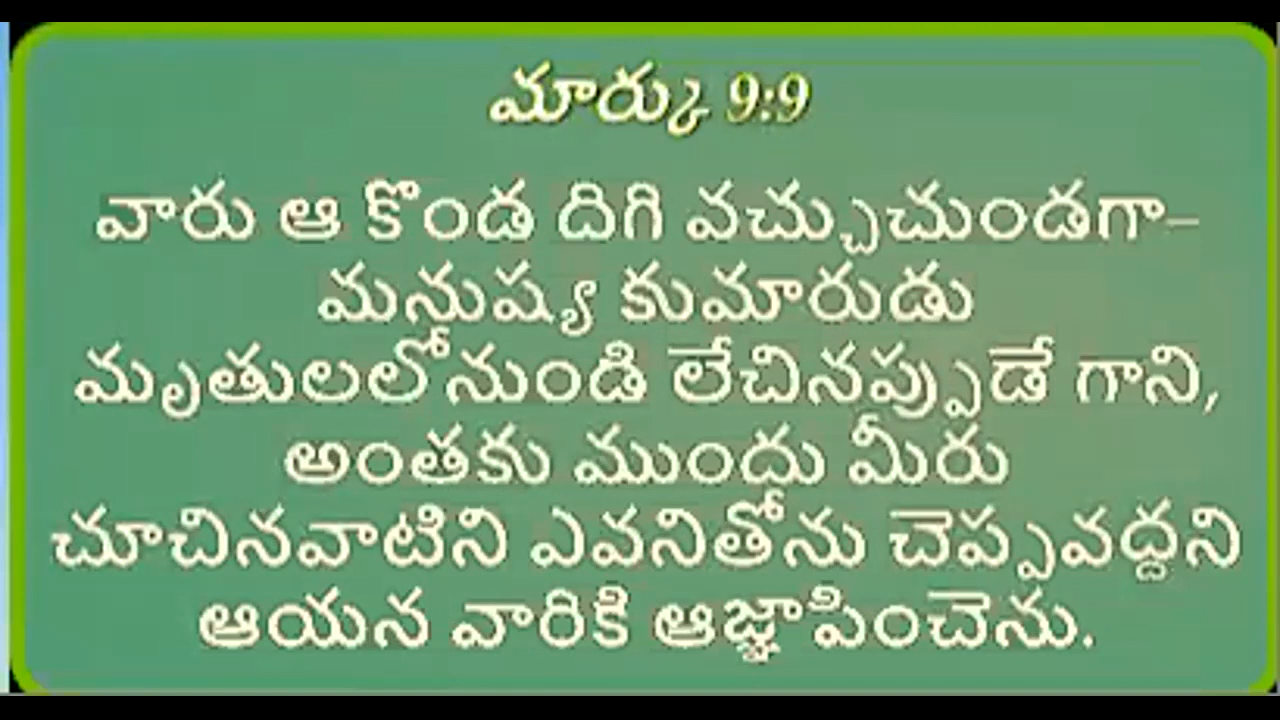 మార్కు 9:9
వారు ఆ కొండ దిగి వచ్చుచుండగా–
మనుష్య కుమారుడు
మృతులలోనుండి లేచినప్పుడే గాని,
అంతకు ముందు మీరు
చూచినవాటిని ఎవనితోను చెప్పవద్దని
ఆయన వారికి ఆజ్ఞాపించెను.